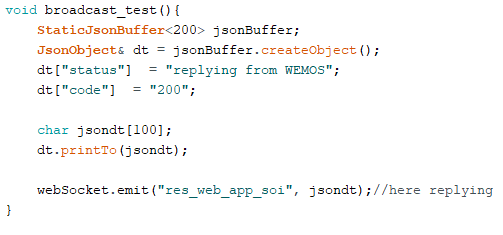 void broadcast_test(){
    StaticJsonBuffer<200> jsonBuffer;
    JsonObject& dt = jsonBuffer.createObject();
    dt["status"]  = "replying from WEMOS";
    dt["code"]  = "200";

    char jsondt[100];
    dt.printTo(jsondt);

    webSocket.emit("res_web_app_soi", jsondt);//here replying
}